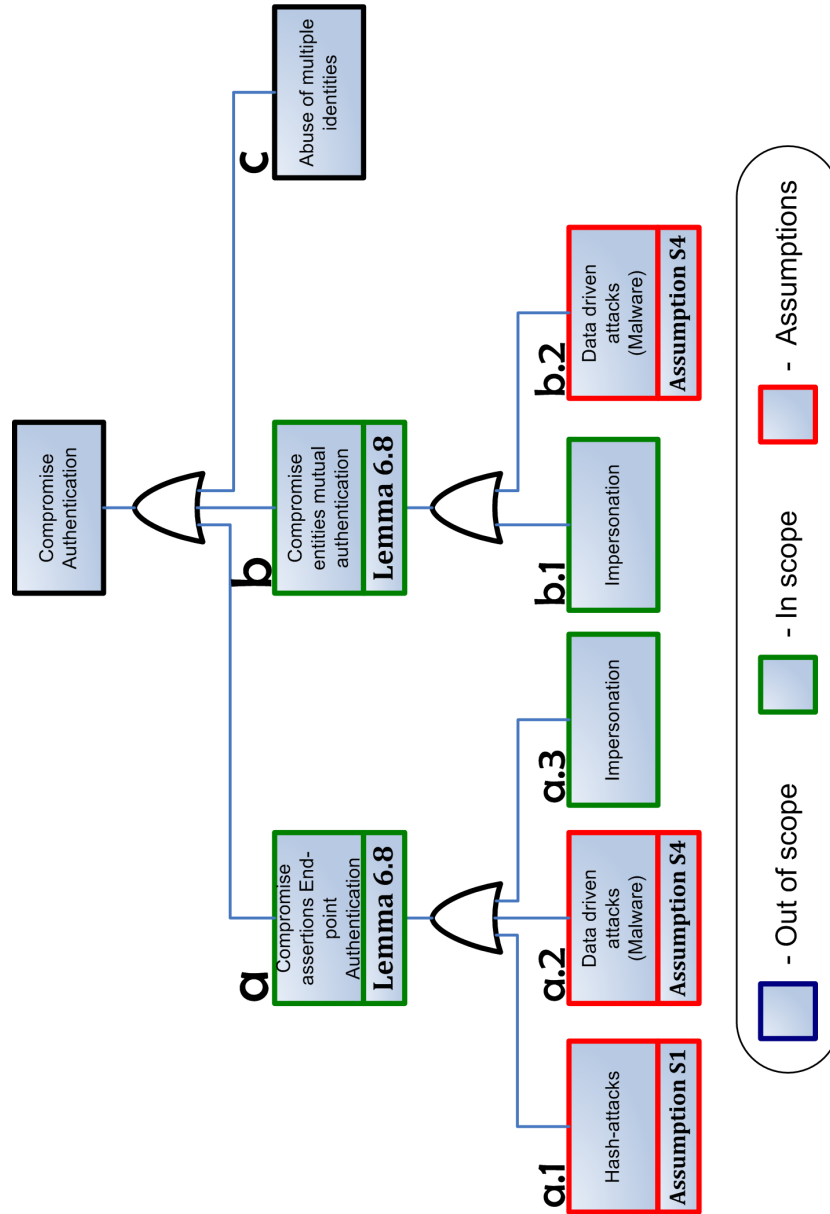 Compromise
Authentication
a
Compromise
assertions End-
point
Authentication
Lemma 6.8
b
Compromise
entities mutual
authentication
Lemma 6.8
c
Abuse of multiple
identities
a.1
Hash-attacks
Assumption S1
a.2
Data driven
attacks
(Malware)
Assumption S4
a.3
Impersonation
b.1
Impersonation
b.2
Data driven
attacks
(Malware)
Assumption S4
- Out of scope
- In scope
- Assumptions